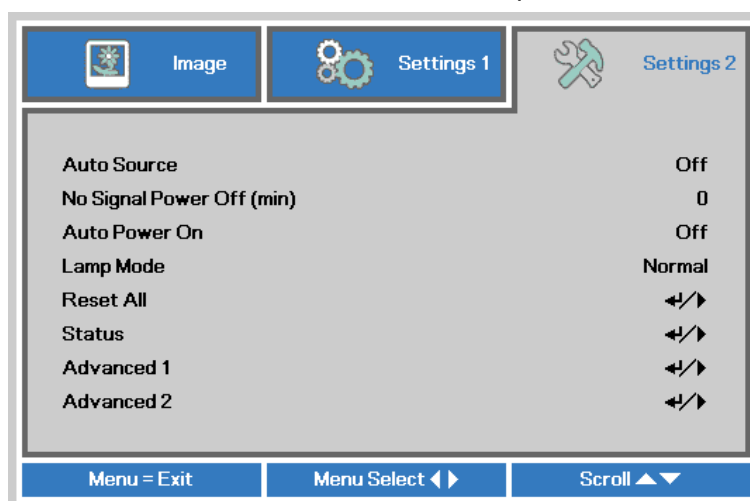 Image Settings 1 Settings 2
Auto Source Off
No Signal Power Off (min) 0
Auto Power On Off
Lamp Mode Normal
Reset All ↵/▶
Status ↵/▶
Advanced 1 ↵/▶
Advanced 2 ↵/▶
Menu = Exit Menu Select ◀▶ Scroll ▲▼